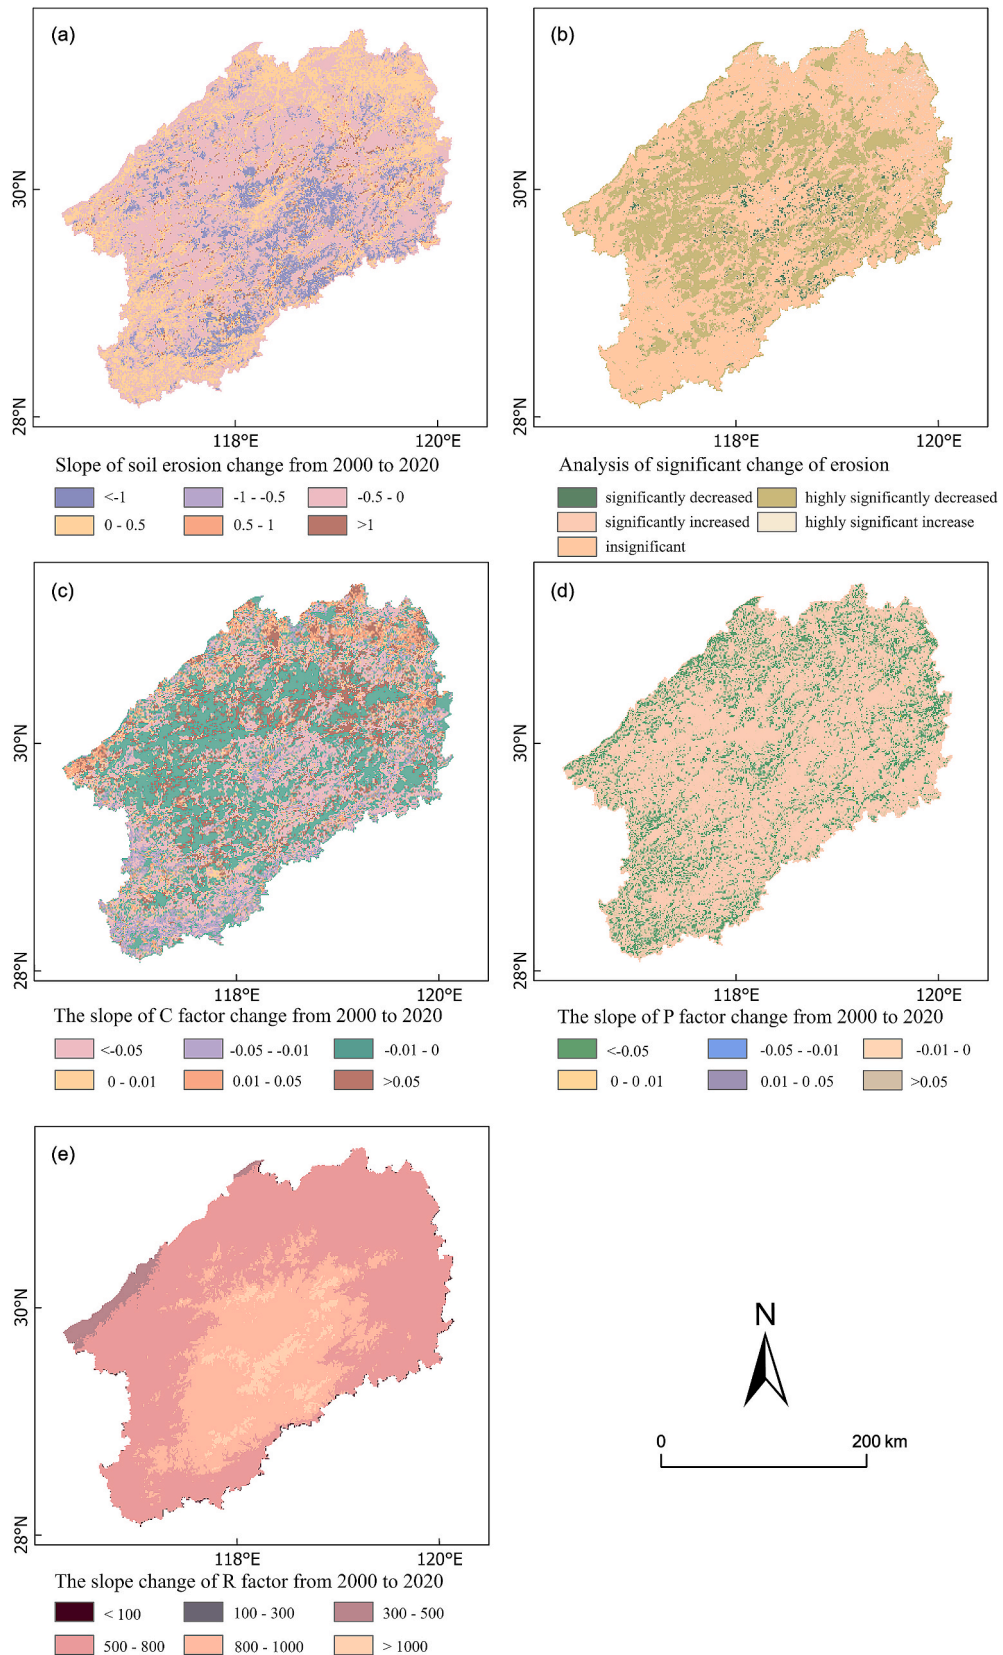 (a)
(b)
30°N
30°N
28°N
28°N
118°E
120°E
118°E
120°E
Slope of soil erosion change from 2000 to 2020
<-1
-1 - -0.5
-0.5 - 0
0 - 0.5
0.5 - 1
>1
Analysis of significant change of erosion
significantly decreased
highly significantly decreased
significantly increased
highly significant increase
insignificant
(c)
(d)
30°N
30°N
28°N
28°N
118°E
120°E
118°E
120°E
The slope of C factor change from 2000 to 2020
<-0.05
-0.05 - -0.01
-0.01 - 0
0 - 0.01
0.01 - 0.05
>0.05
The slope of P factor change from 2000 to 2020
<-0.05
-0.05 - -0.01
-0.01 - 0
0 - 0 .01
0.01 - 0 .05
>0.05
(e)
30°N
28°N
118°E
120°E
N
0
200 km
The slope change of R factor from 2000 to 2020
< 100
100 - 300
300 - 500
500 - 800
800 - 1000
> 1000